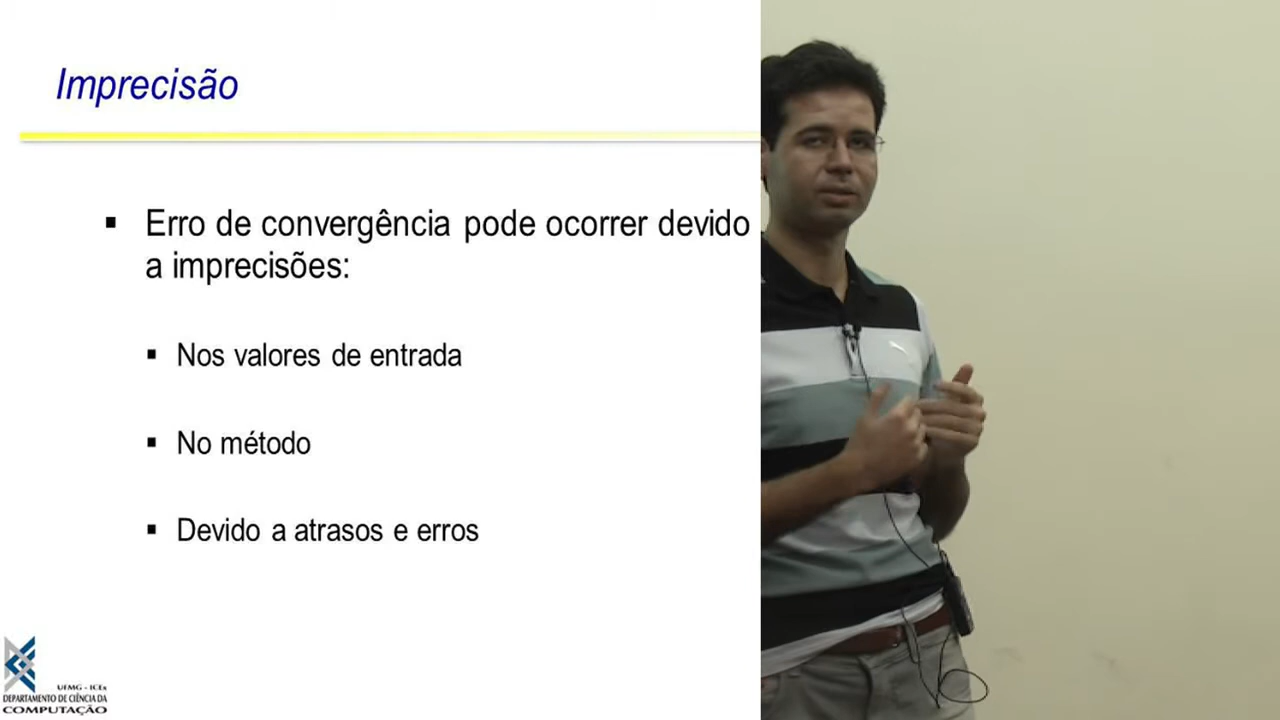 Imprecisão
▪ Erro de convergência pode ocorrer devido
a imprecisões:
▪ Nos valores de entrada
▪ No método
▪ Devido a atrasos e erros
UFMG - ICEx
DEPARTAMENTO DE CIÊNCIA DA
COMPUTAÇÃO